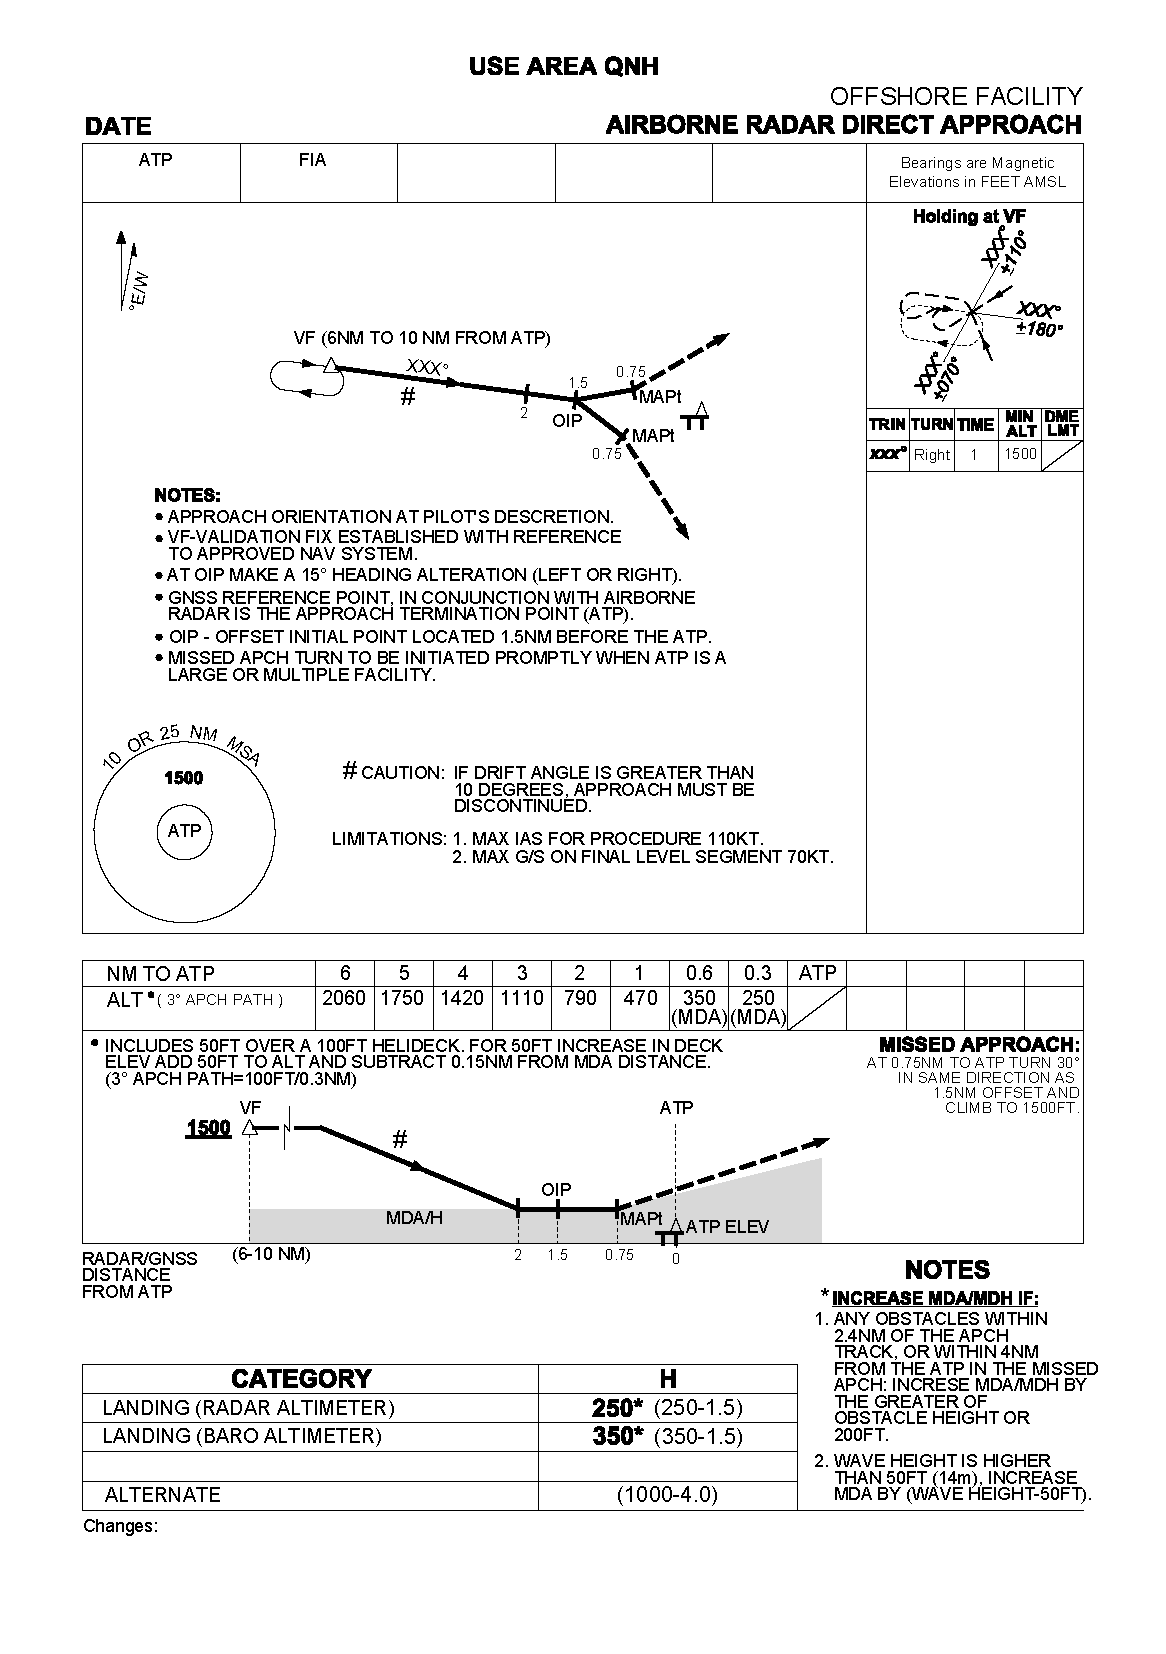 USE AREA QNH
OFFSHORE FACILITY
DATE
AIRBORNE RADAR DIRECT APPROACH
ATP
FIA
Bearings are Magnetic
Elevations in FEET AMSL
°E/W
Holding at VF
XXX°
±110°
XXX°
±180°
XXX°
±070°
VF (6NM TO 10 NM FROM ATP)
XXX°
#
2
1.5
OIP
0.75
MAPt
MAPt
0.75
TRIN TURN TIME MIN ALT DME LMT
XXX° Right 1 1500
NOTES:
• APPROACH ORIENTATION AT PILOT'S DESCRETION.
• VF-VALIDATION FIX ESTABLISHED WITH REFERENCE
TO APPROVED NAV SYSTEM.
• AT OIP MAKE A 15° HEADING ALTERATION (LEFT OR RIGHT).
• GNSS REFERENCE POINT, IN CONJUNCTION WITH AIRBORNE
RADAR IS THE APPROACH TERMINATION POINT (ATP).
• OIP - OFFSET INITIAL POINT LOCATED 1.5NM BEFORE THE ATP.
• MISSED APCH TURN TO BE INITIATED PROMPTLY WHEN ATP IS A
LARGE OR MULTIPLE FACILITY.
10 OR 25 NM MSA
1500
ATP
# CAUTION: IF DRIFT ANGLE IS GREATER THAN
10 DEGREES, APPROACH MUST BE
DISCONTINUED.
LIMITATIONS: 1. MAX IAS FOR PROCEDURE 110KT.
2. MAX G/S ON FINAL LEVEL SEGMENT 70KT.
NM TO ATP 6 5 4 3 2 1 0.6 0.3 ATP
ALT • ( 3° APCH PATH ) 2060 1750 1420 1110 790 470 350 250
(MDA) (MDA)
• INCLUDES 50FT OVER A 100FT HELIDECK. FOR 50FT INCREASE IN DECK
ELEV ADD 50FT TO ALT AND SUBTRACT 0.15NM FROM MDA DISTANCE.
(3° APCH PATH=100FT/0.3NM)
MISSED APPROACH:
AT 0.75NM TO ATP TURN 30°
IN SAME DIRECTION AS
1.5NM OFFSET AND
CLIMB TO 1500FT.
VF
1500
#
ATP
OIP
MDA/H
MAPt
ATP ELEV
RADAR/GNSS
DISTANCE
FROM ATP
(6-10 NM)
2
1.5
0.75
0
NOTES
*INCREASE MDA/MDH IF:
1. ANY OBSTACLES WITHIN
2.4NM OF THE APCH
TRACK, OR WITHIN 4NM
FROM THE ATP IN THE MISSED
APCH: INCRESE MDA/MDH BY
THE GREATER OF
OBSTACLE HEIGHT OR
200FT.
2. WAVE HEIGHT IS HIGHER
THAN 50FT (14m), INCREASE
MDA BY (WAVE HEIGHT-50FT).
CATEGORY H
LANDING (RADAR ALTIMETER) 250* (250-1.5)
LANDING (BARO ALTIMETER) 350* (350-1.5)
ALTERNATE (1000-4.0)
Changes: